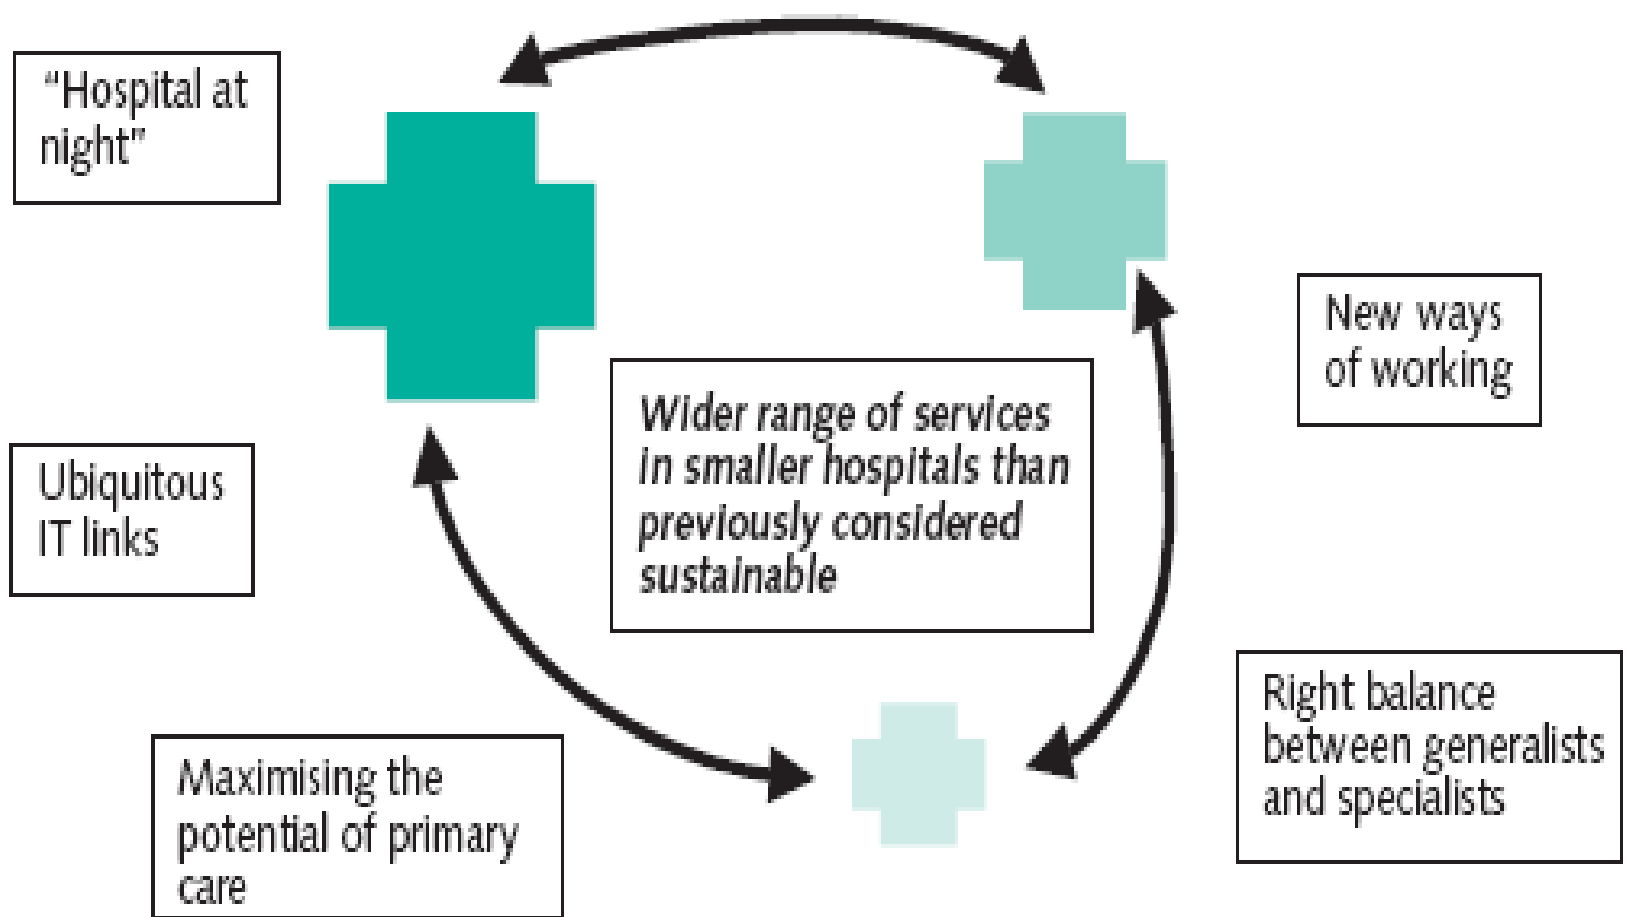 “Hospital at
night”
New ways
of working
Wider range of services
in smaller hospitals than
previously considered
sustainable
Ubiquitous
IT links
Right balance
between generalists
and specialists
Maximising the
potential of primary
care